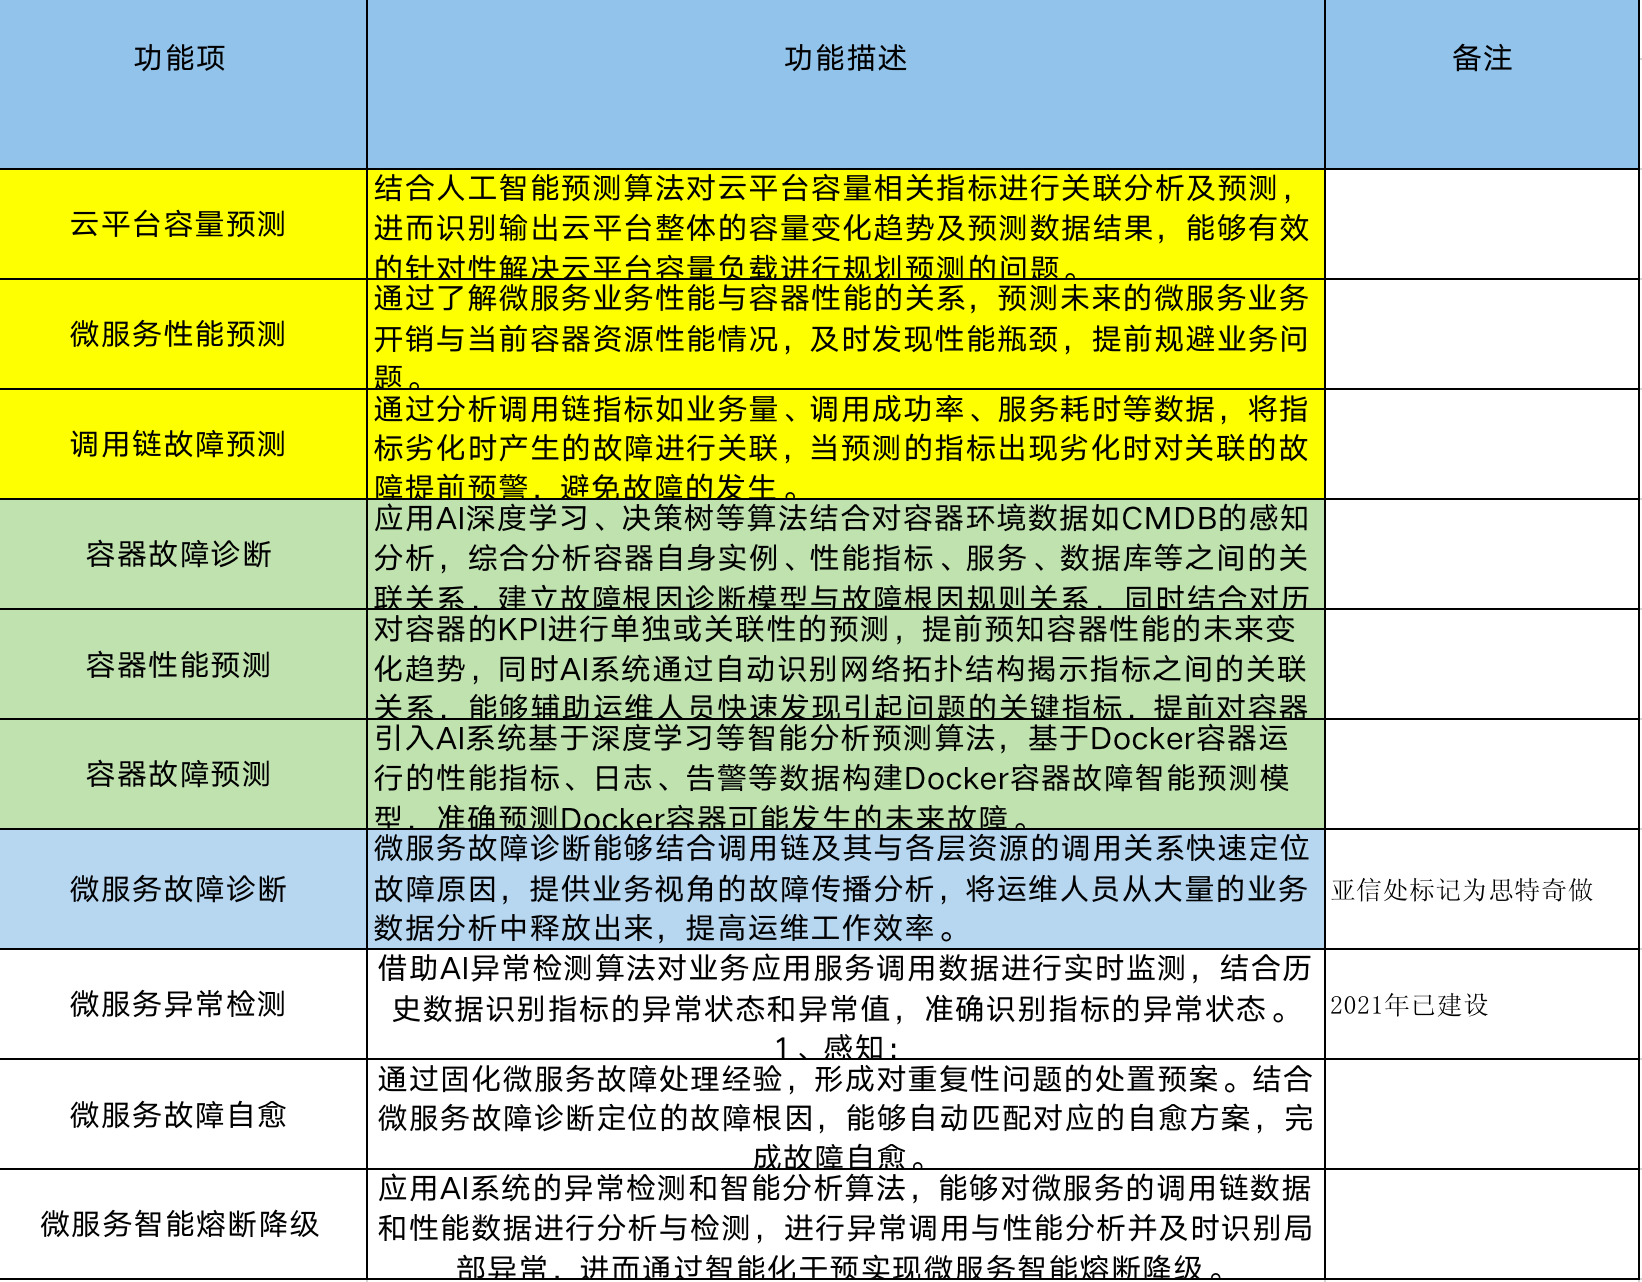 功能项
功能描述
备注
云平台容量预测
结合人工智能预测算法对云平台容量相关指标进行关联分析及预测，
进而识别输出云平台整体的容量变化趋势及预测数据结果，能够有效
的针对性解决云平台容量负载进行规划预测的问题。
微服务性能预测
通过了解微服务业务性能与容器性能的关系，预测未来的微服务业务
开销与当前容器资源性能情况，及时发现性能瓶颈，提前规避业务问
题。
调用链故障预测
通过分析调用链指标如业务量、调用成功率、服务耗时等数据，将指
标劣化时产生的故障进行关联，当预测的指标出现劣化时对关联的故
障提前预警，避免故障的发生。
容器故障诊断
应用AI深度学习、决策树等算法结合对容器环境数据如CMDB的感知
分析，综合分析容器自身实例、性能指标、服务、数据库等之间的关
联关系，建立故障根因诊断模型与故障根因规则关系，同时结合对历
容器性能预测
对容器的KPI进行单独或关联性的预测，提前预知容器性能的未来变
化趋势，同时AI系统通过自动识别网络拓扑结构揭示指标之间的关联
关系，能够辅助运维人员快速发现引起问题的关键指标，提前对容器
容器故障预测
引入AI系统基于深度学习等智能分析预测算法，基于Docker容器运
行的性能指标、日志、告警等数据构建Docker容器故障智能预测模
型，准确预测Docker容器可能发生的未来故障。
微服务故障诊断
微服务故障诊断能够结合调用链及其与各层资源的调用关系快速定位
故障原因，提供业务视角的故障传播分析，将运维人员从大量的业务
数据分析中释放出来，提高运维工作效率。
亚信处标记为思特奇做
微服务异常检测
借助AI异常检测算法对业务应用服务调用数据进行实时监测，结合历
史数据识别指标的异常状态和异常值，准确识别指标的异常状态。
1、感知：
2021年已建设
微服务故障自愈
通过固化微服务故障处理经验，形成对重复性问题的处置预案。结合
微服务故障诊断定位的故障根因，能够自动匹配对应的自愈方案，完
成故障自愈。
微服务智能熔断降级
应用AI系统的异常检测和智能分析算法，能够对微服务的调用链数据
和性能数据进行分析与检测，进行异常调用与性能分析并及时识别局
部异常，进而通过智能化干预实现微服务智能熔断降级。